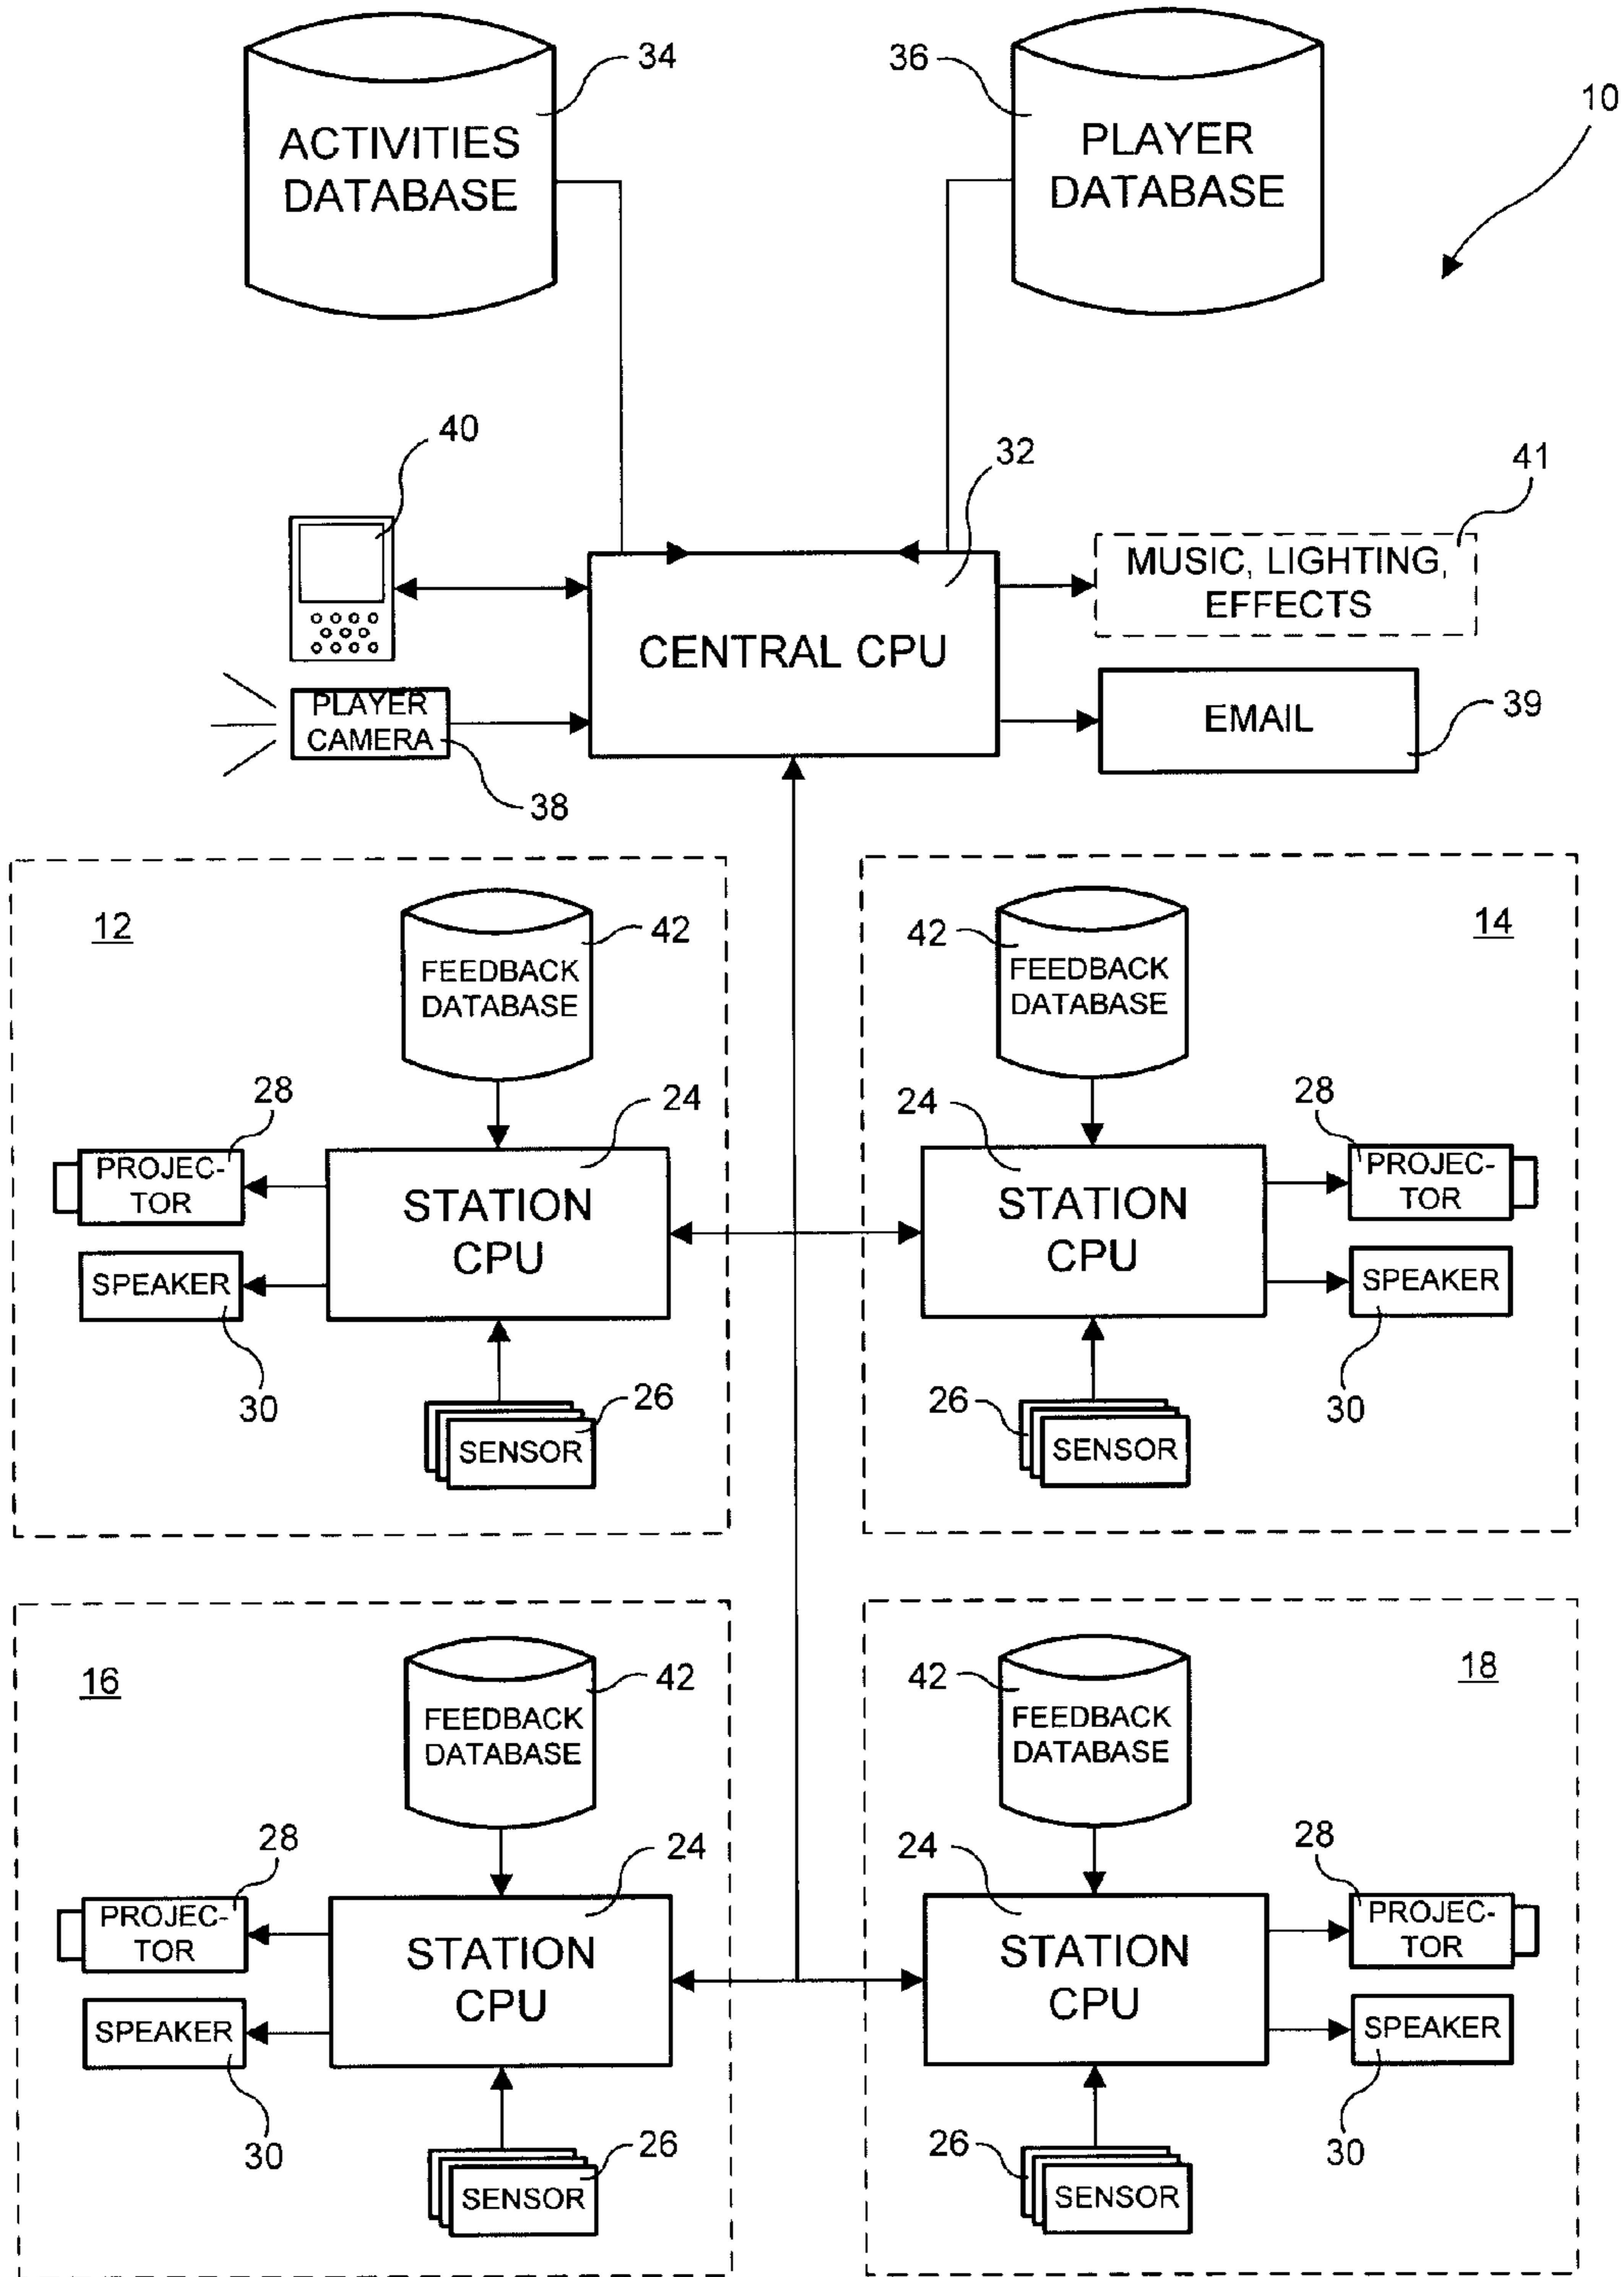 34
36
10
ACTIVITIES
DATABASE
PLAYER
DATABASE
40
32
41
MUSIC, LIGHTING,
EFFECTS
CENTRAL CPU
PLAYER
CAMERA
EMAIL
39
38
12
42
FEEDBACK
DATABASE
24
28
PROJEC-
TOR
STATION
CPU
SPEAKER
30
26
SENSOR
14
42
FEEDBACK
DATABASE
24
28
PROJEC-
TOR
STATION
CPU
SPEAKER
30
26
SENSOR
16
42
FEEDBACK
DATABASE
24
28
PROJEC-
TOR
STATION
CPU
SPEAKER
30
26
SENSOR
18
42
FEEDBACK
DATABASE
24
28
PROJEC-
TOR
STATION
CPU
SPEAKER
30
26
SENSOR